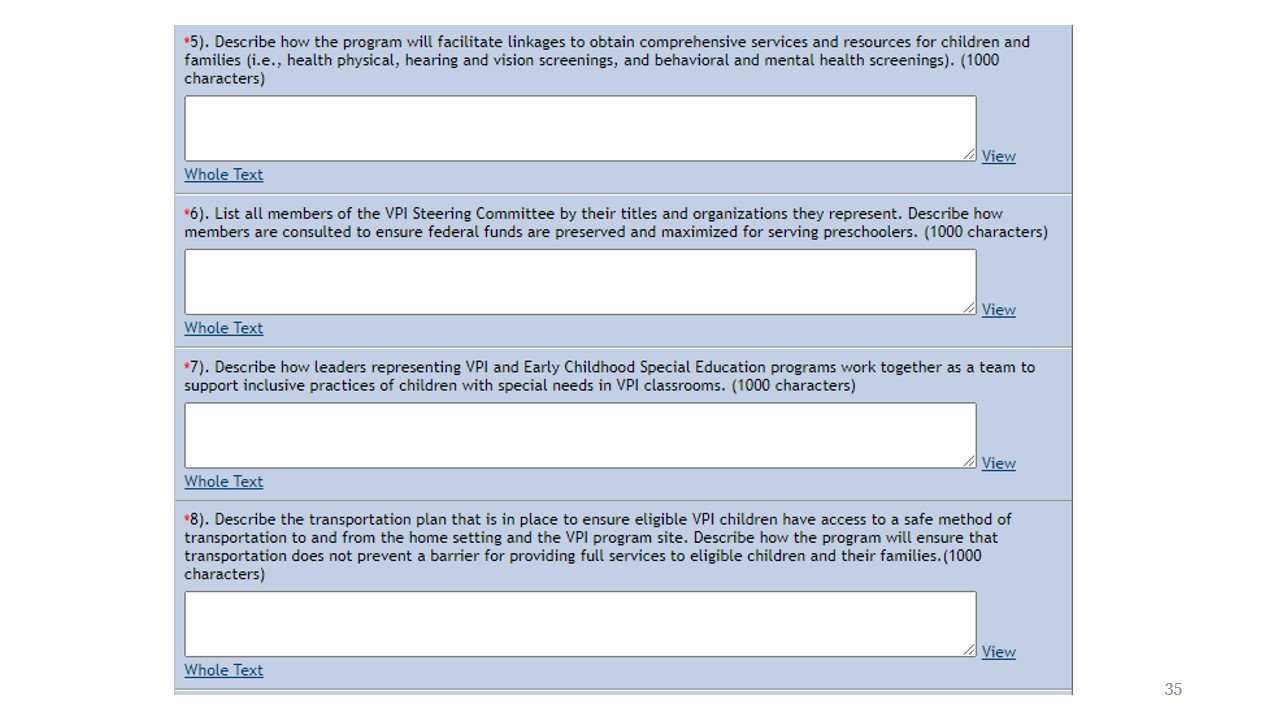 *5). Describe how the program will facilitate linkages to obtain comprehensive services and resources for children and
families (i.e., health physical, hearing and vision screenings, and behavioral and mental health screenings). (1000
characters)
View
Whole Text
*6). List all members of the VPI Steering Committee by their titles and organizations they represent. Describe how
members are consulted to ensure federal funds are preserved and maximized for serving preschoolers. (1000 characters)
View
Whole Text
*7). Describe how leaders representing VPI and Early Childhood Special Education programs work together as a team to
support inclusive practices of children with special needs in VPI classrooms. (1000 characters)
View
Whole Text
*8). Describe the transportation plan that is in place to ensure eligible VPI children have access to a safe method of
transportation to and from the home setting and the VPI program site. Describe how the program will ensure that
transportation does not prevent a barrier for providing full services to eligible children and their families.(1000
characters)
View
Whole Text
35